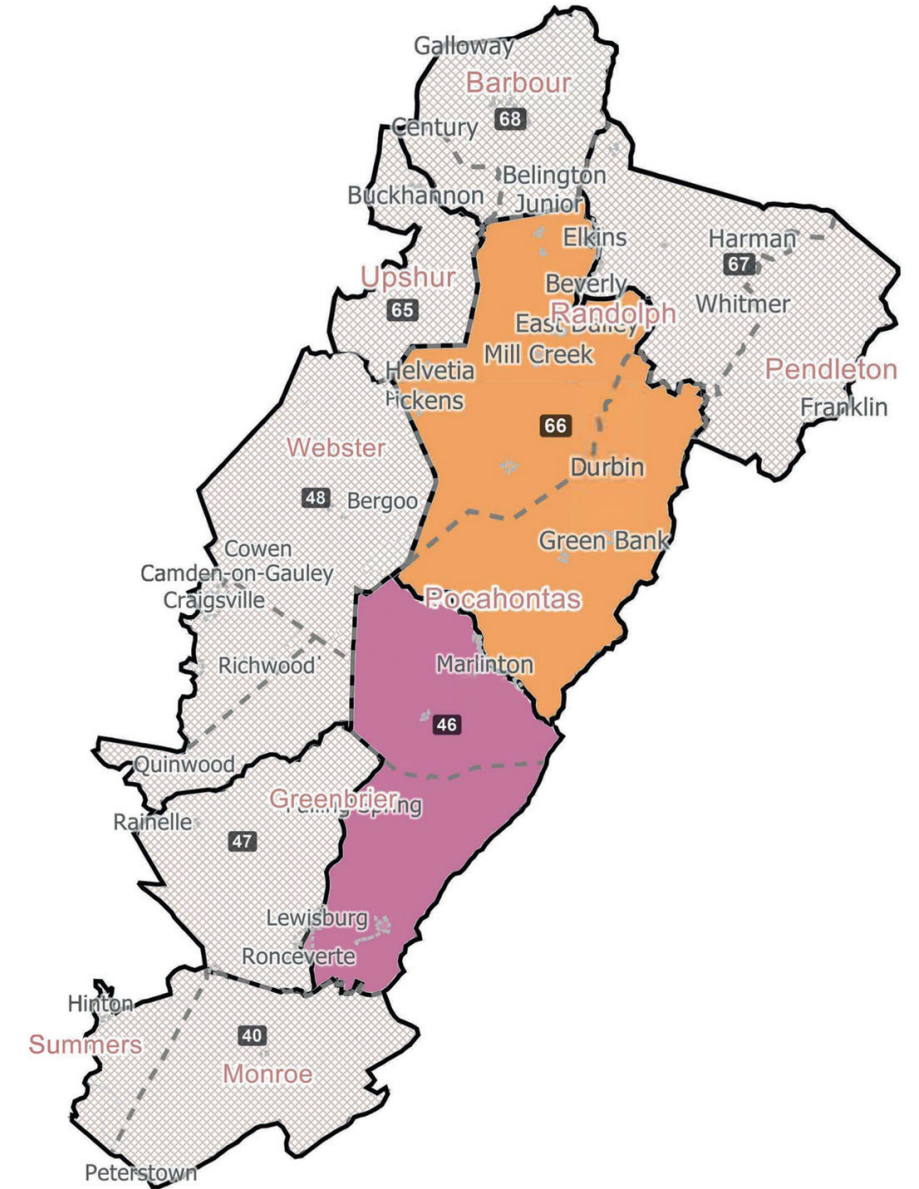 Galloway
Barbour
68
Century
Belington
Buckhannon
Junior
Elkins
Harman
67
Beverly
Upshur
65
Whitmer
Randolph
East Dailey
Mill Creek
Helvetia
Pendleton
Pickens
Franklin
66
Webster
Durbin
48
Bergoo
Green Bank
Cowen
Camden-on-Gauley
Craigsville
Pocahontas
Richwood
Marlinton
46
Quinwood
Greenbrier
Falling Spring
Rainelle
47
Lewisburg
Ronceverte
Hinton
40
Summers
Monroe
Peterstown